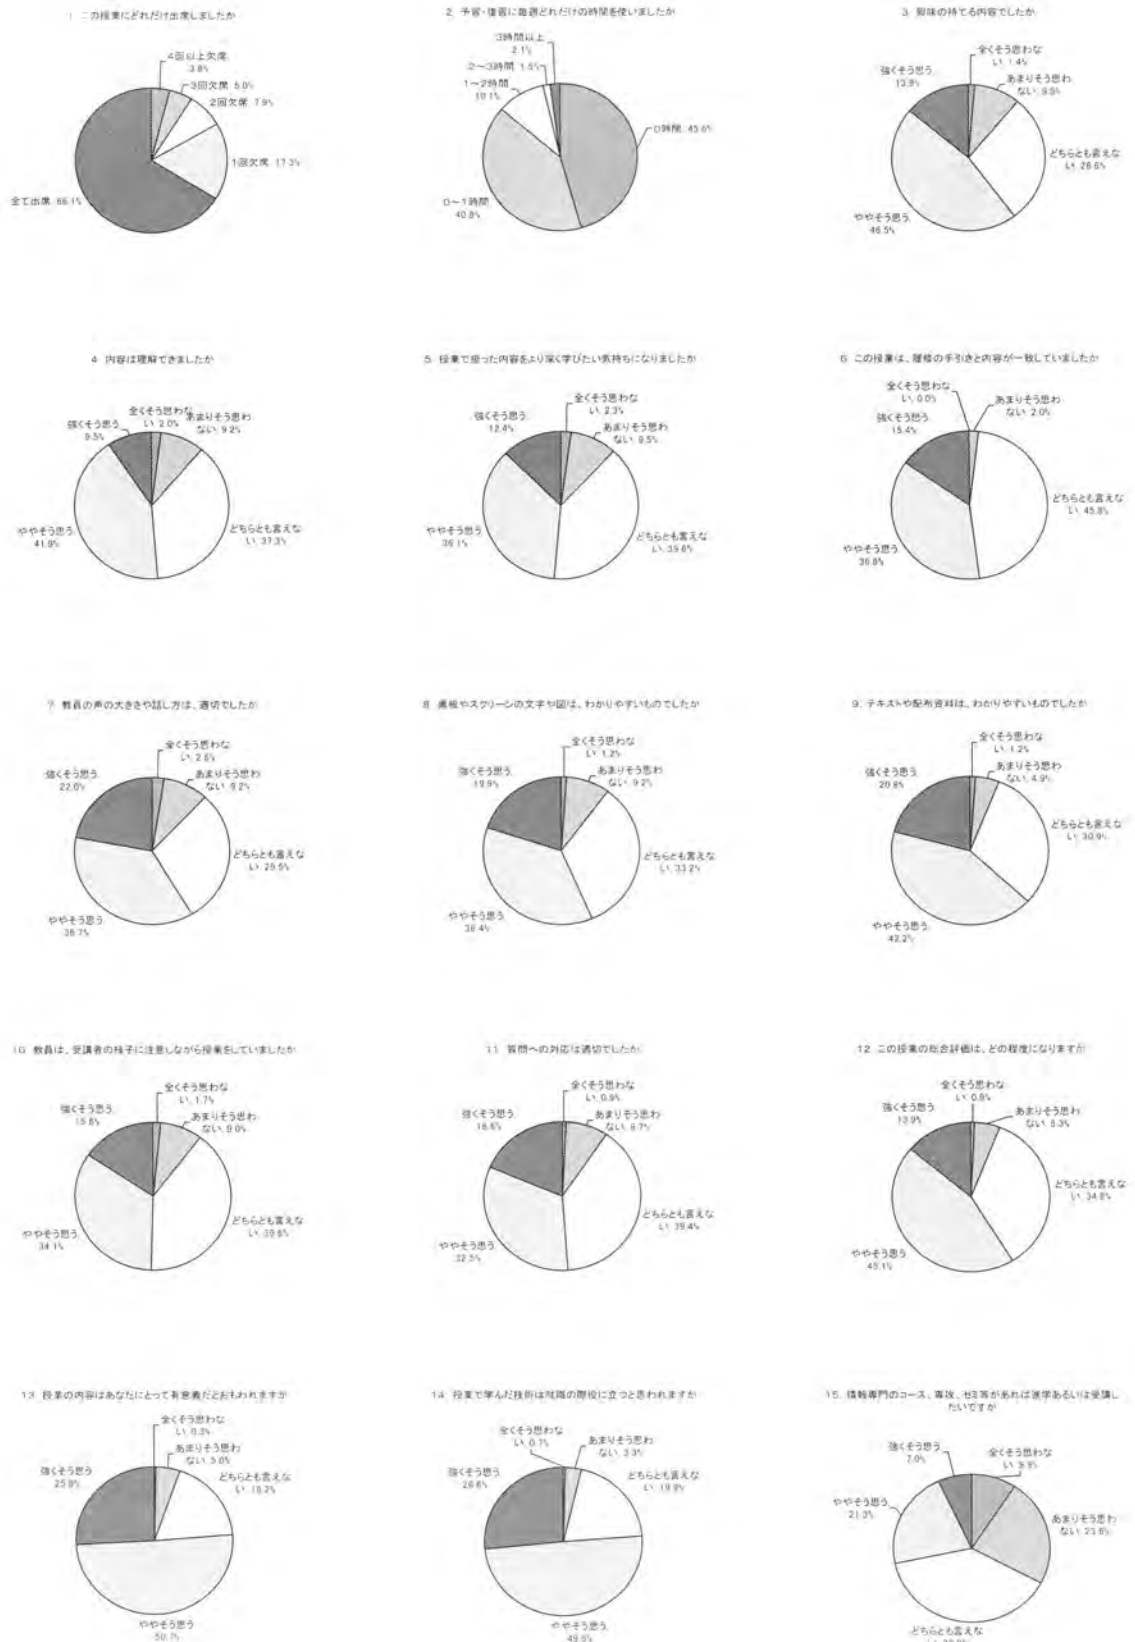 1 この授業にどれだけ出席しましたか
4回以上欠席
3.8%
3回欠席 5.0%
2回欠席 7.9%
1回欠席 17.3%
全て出席 66.1%
2 予習・復習に毎週どれだけの時間を使いましたか
3時間以上
2.1%
2～3時間
1～2時間
10.1%
0時間
0～1時間
40.8%
3 興味の持てる内容でしたか
全くそう思わな
い 1.4%
強くそう思う
あまりそう思わ
ない
どちらとも言えな
い 26.6%
ややそう思う
46.5%
4 内容は理解できましたか
全くそう思わな
い 2.0%
あまりそう思わ
ない 9.2%
強くそう思う
9.5%
どちらとも言えな
い 37.3%
ややそう思う
41.9%
5 授業で扱った内容をより深く学びたい気持ちになりましたか
全くそう思わな
い 2.3%
強くそう思う
12.4%
あまりそう思わ
ない 9.5%
どちらとも言えな
い
ややそう思う
36.1%
6 この授業は、履修の手引きと内容が一致していましたか
全くそう思わな
い 0.0%
あまりそう思わ
ない 2.0%
強くそう思う
15.4%
どちらとも言えな
い 45.8%
ややそう思う
36.8%
7 教員の声の大きさや話し方は、適切でしたか
全くそう思わな
い 2.6%
強くそう思う
22.0%
あまりそう思わ
ない 9.2%
どちらとも言えな
い
ややそう思う
8 黒板やスクリーンの文字や図は、わかりやすいものでしたか
全くそう思わな
い 1.2%
強くそう思う
19.9%
あまりそう思わ
ない 9.2%
どちらとも言えな
い 33.2%
ややそう思う
9 テキストや配布資料は、わかりやすいものでしたか
全くそう思わな
い 1.2%
強くそう思う
20.8%
あまりそう思わ
ない 4.9%
どちらとも言えな
い 30.9%
ややそう思う
42.2%
10 教員は、受講者の様子に注意しながら授業をしていましたか
全くそう思わな
い 1.7%
強くそう思う
あまりそう思わ
ない 9.0%
どちらとも言えな
い
ややそう思う
34.1%
11 質問への対応は適切でしたか
全くそう思わな
い 0.9%
強くそう思う
あまりそう思わ
ない
どちらとも言えな
い 39.4%
ややそう思う
32.5%
12 この授業の総合評価は、どの程度になりますか
全くそう思わな
い
強くそう思う
13.9%
あまりそう思わ
ない 5.3%
どちらとも言えな
い 34.8%
ややそう思う
45.1%
13 授業の内容はあなたにとって有意義だとおもわれますか
全くそう思わな
い 0.3%
あまりそう思わ
ない 5.0%
強くそう思う
どちらとも言えな
い
ややそう思う
50.7%
14 授業で学んだ技術は就職の際役に立つと思われますか
全くそう思わな
い 0.7%
あまりそう思わ
ない 3.3%
強くそう思う
26.6%
どちらとも言えな
い
ややそう思う
15 情報専門のコース、専攻、ゼミ等があれば進学あるいは受講し
たいですか
強くそう思う
7.0%
全くそう思わな
い
ややそう思う
21.3%
あまりそう思わ
ない
どちらとも言えな